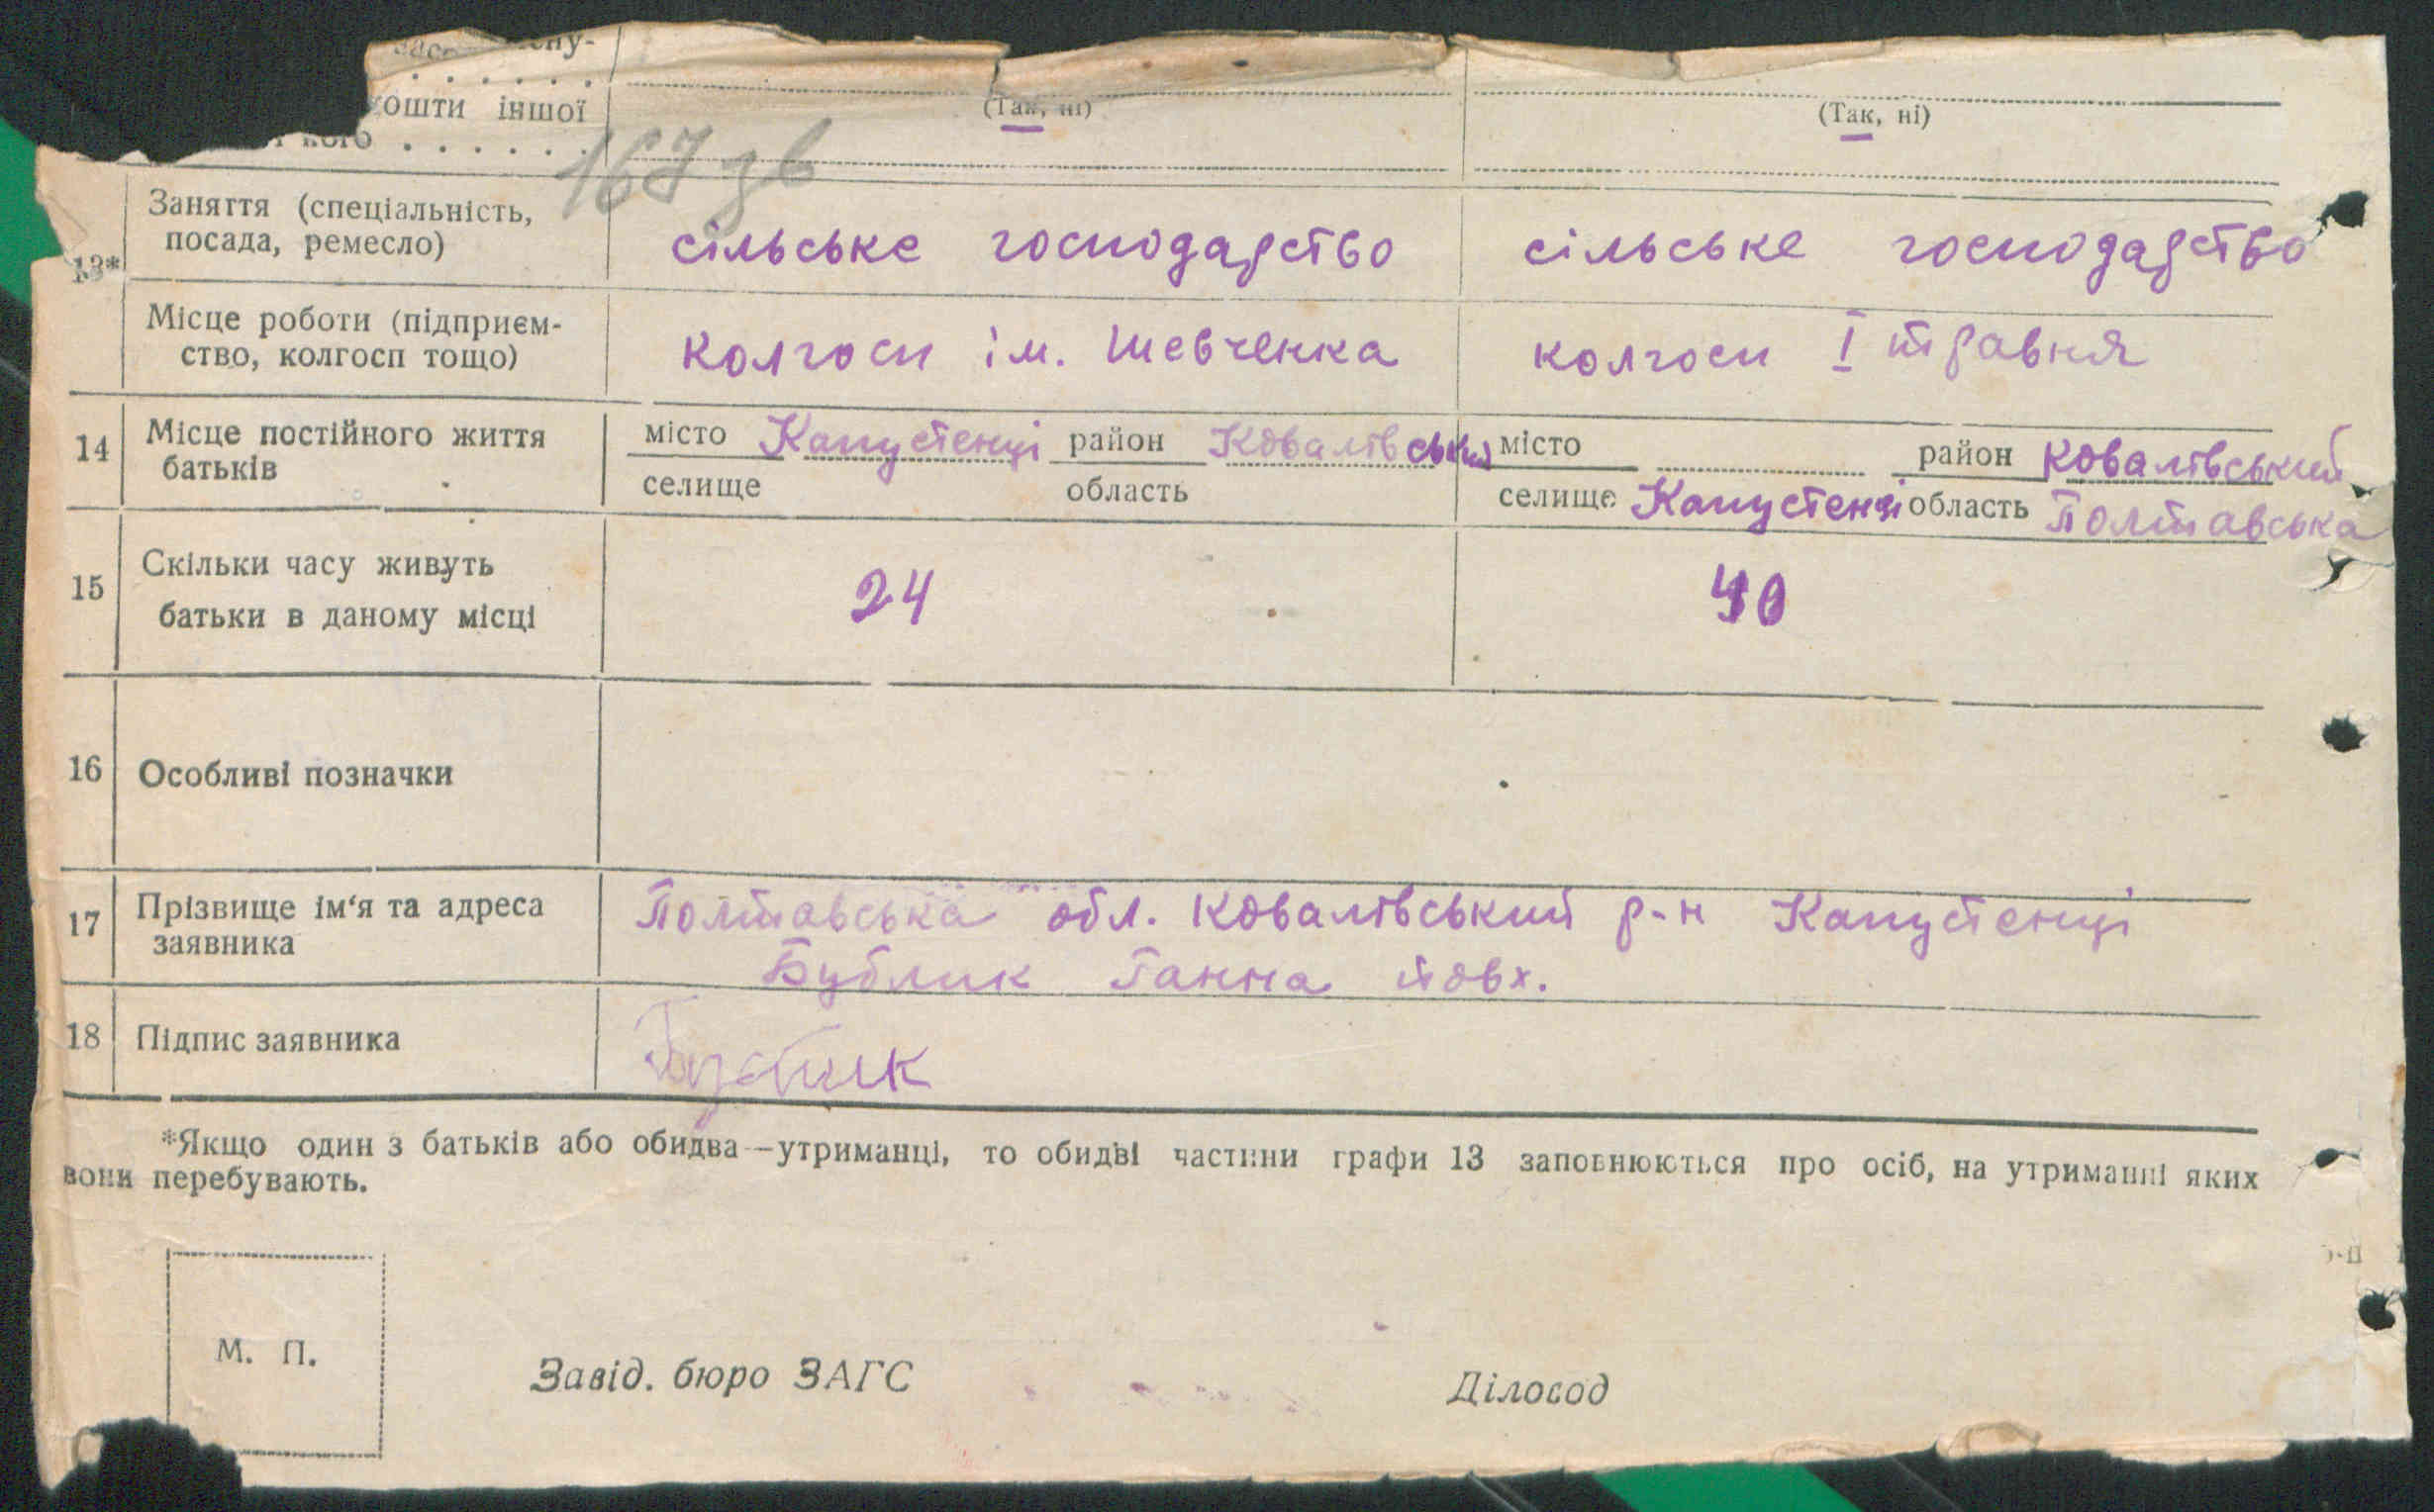 ошти іншої
(Так, ні) (Так, ні)
167 зв
13* Заняття (спеціальність, посада, ремесло) сільське господарство сільське господарство
Місце роботи (підприєм-
ство, колгосп тощо) колгосп ім. Шевченка колгосп I травня
14 Місце постійного життя батьків місто Капустенці район Ковалівський місто район Ковалівський
селище область селище Капустенці область Полтавська
15 Скільки часу живуть
батьки в даному місці 24 40
16 Особливі позначки
17 Прізвище ім'я та адреса Полтавська обл. Ковалівський р-н Капустенці
заявника Бублик Ганна
18 Підпис заявника Бублик
*Якщо один з батьків або обидва—утриманці, то обидві частини графи 13 заповнюються про осіб, на утриманні яких
вони перебувають.
М. П.
Завід. бюро ЗАГС Діловод